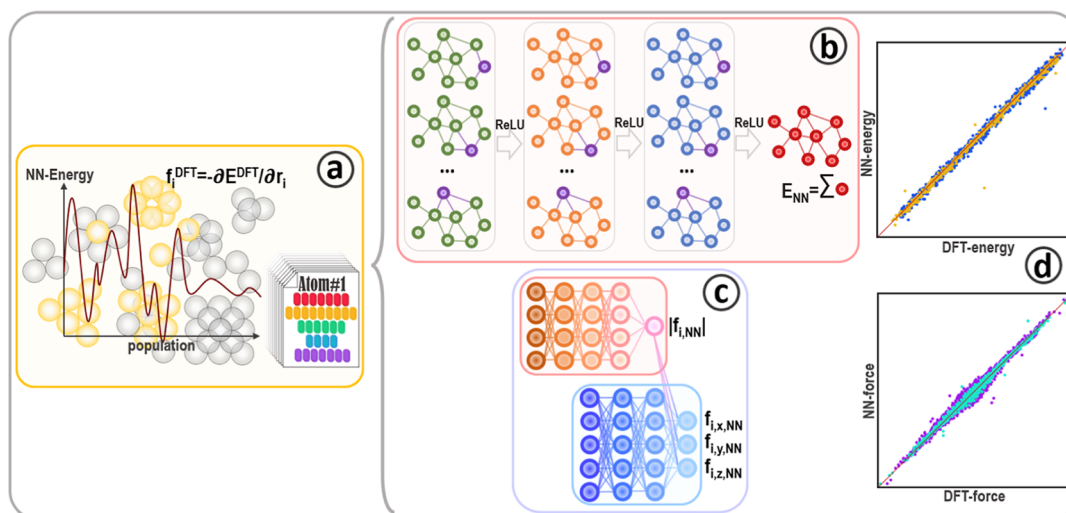 a
NN-Energy
f_i^DFT=-∂E^DFT/∂r_i
population
Atom#1
b
ReLU
ReLU
ReLU
...
...
...
E_NN=∑
c
|f_i,NN|
f_i,x,NN
f_i,y,NN
f_i,z,NN
NN-energy
DFT-energy
d
NN-force
DFT-force